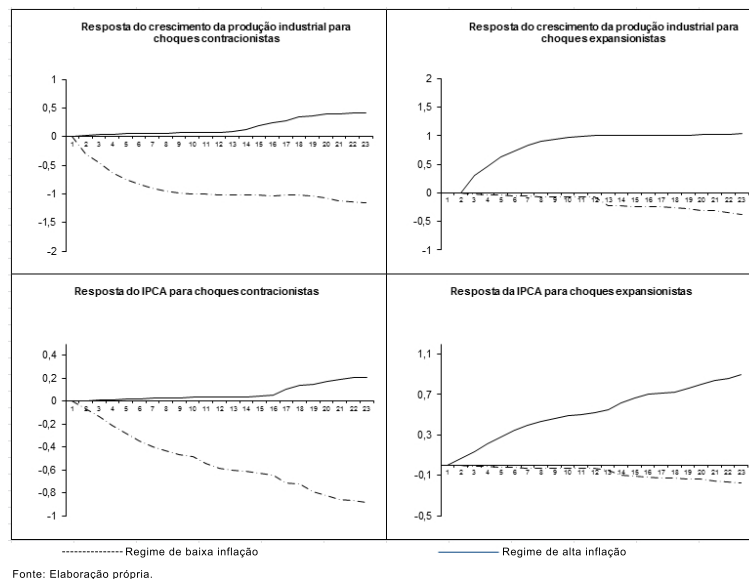 Resposta do crescimento da produção industrial para
choques contracionistas
1
0,5
0
-0,5
-1
-1,5
-2
1 2 3 4 5 6 7 8 9 10 11 12 13 14 15 16 17 18 19 20 21 22 23
Resposta do crescimento da produção industrial para
choques expansionistas
2
1,5
1
0,5
0
-0,5
-1
1 2 3 4 5 6 7 8 9 10 11 12 13 14 15 16 17 18 19 20 21 22 23
Resposta do IPCA para choques contracionistas
0,4
0,2
0
-0,2
-0,4
-0,6
-0,8
-1
1 2 3 4 5 6 7 8 9 10 11 12 13 14 15 16 17 18 19 20 21 22 23
Resposta da IPCA para choques expansionistas
1,1
0,7
0,3
-0,1
-0,5
1 2 3 4 5 6 7 8 9 10 11 12 13 14 15 16 17 18 19 20 21 22 23
Regime de baixa inflação
Regime de alta inflação
Fonte: Elaboração própria.